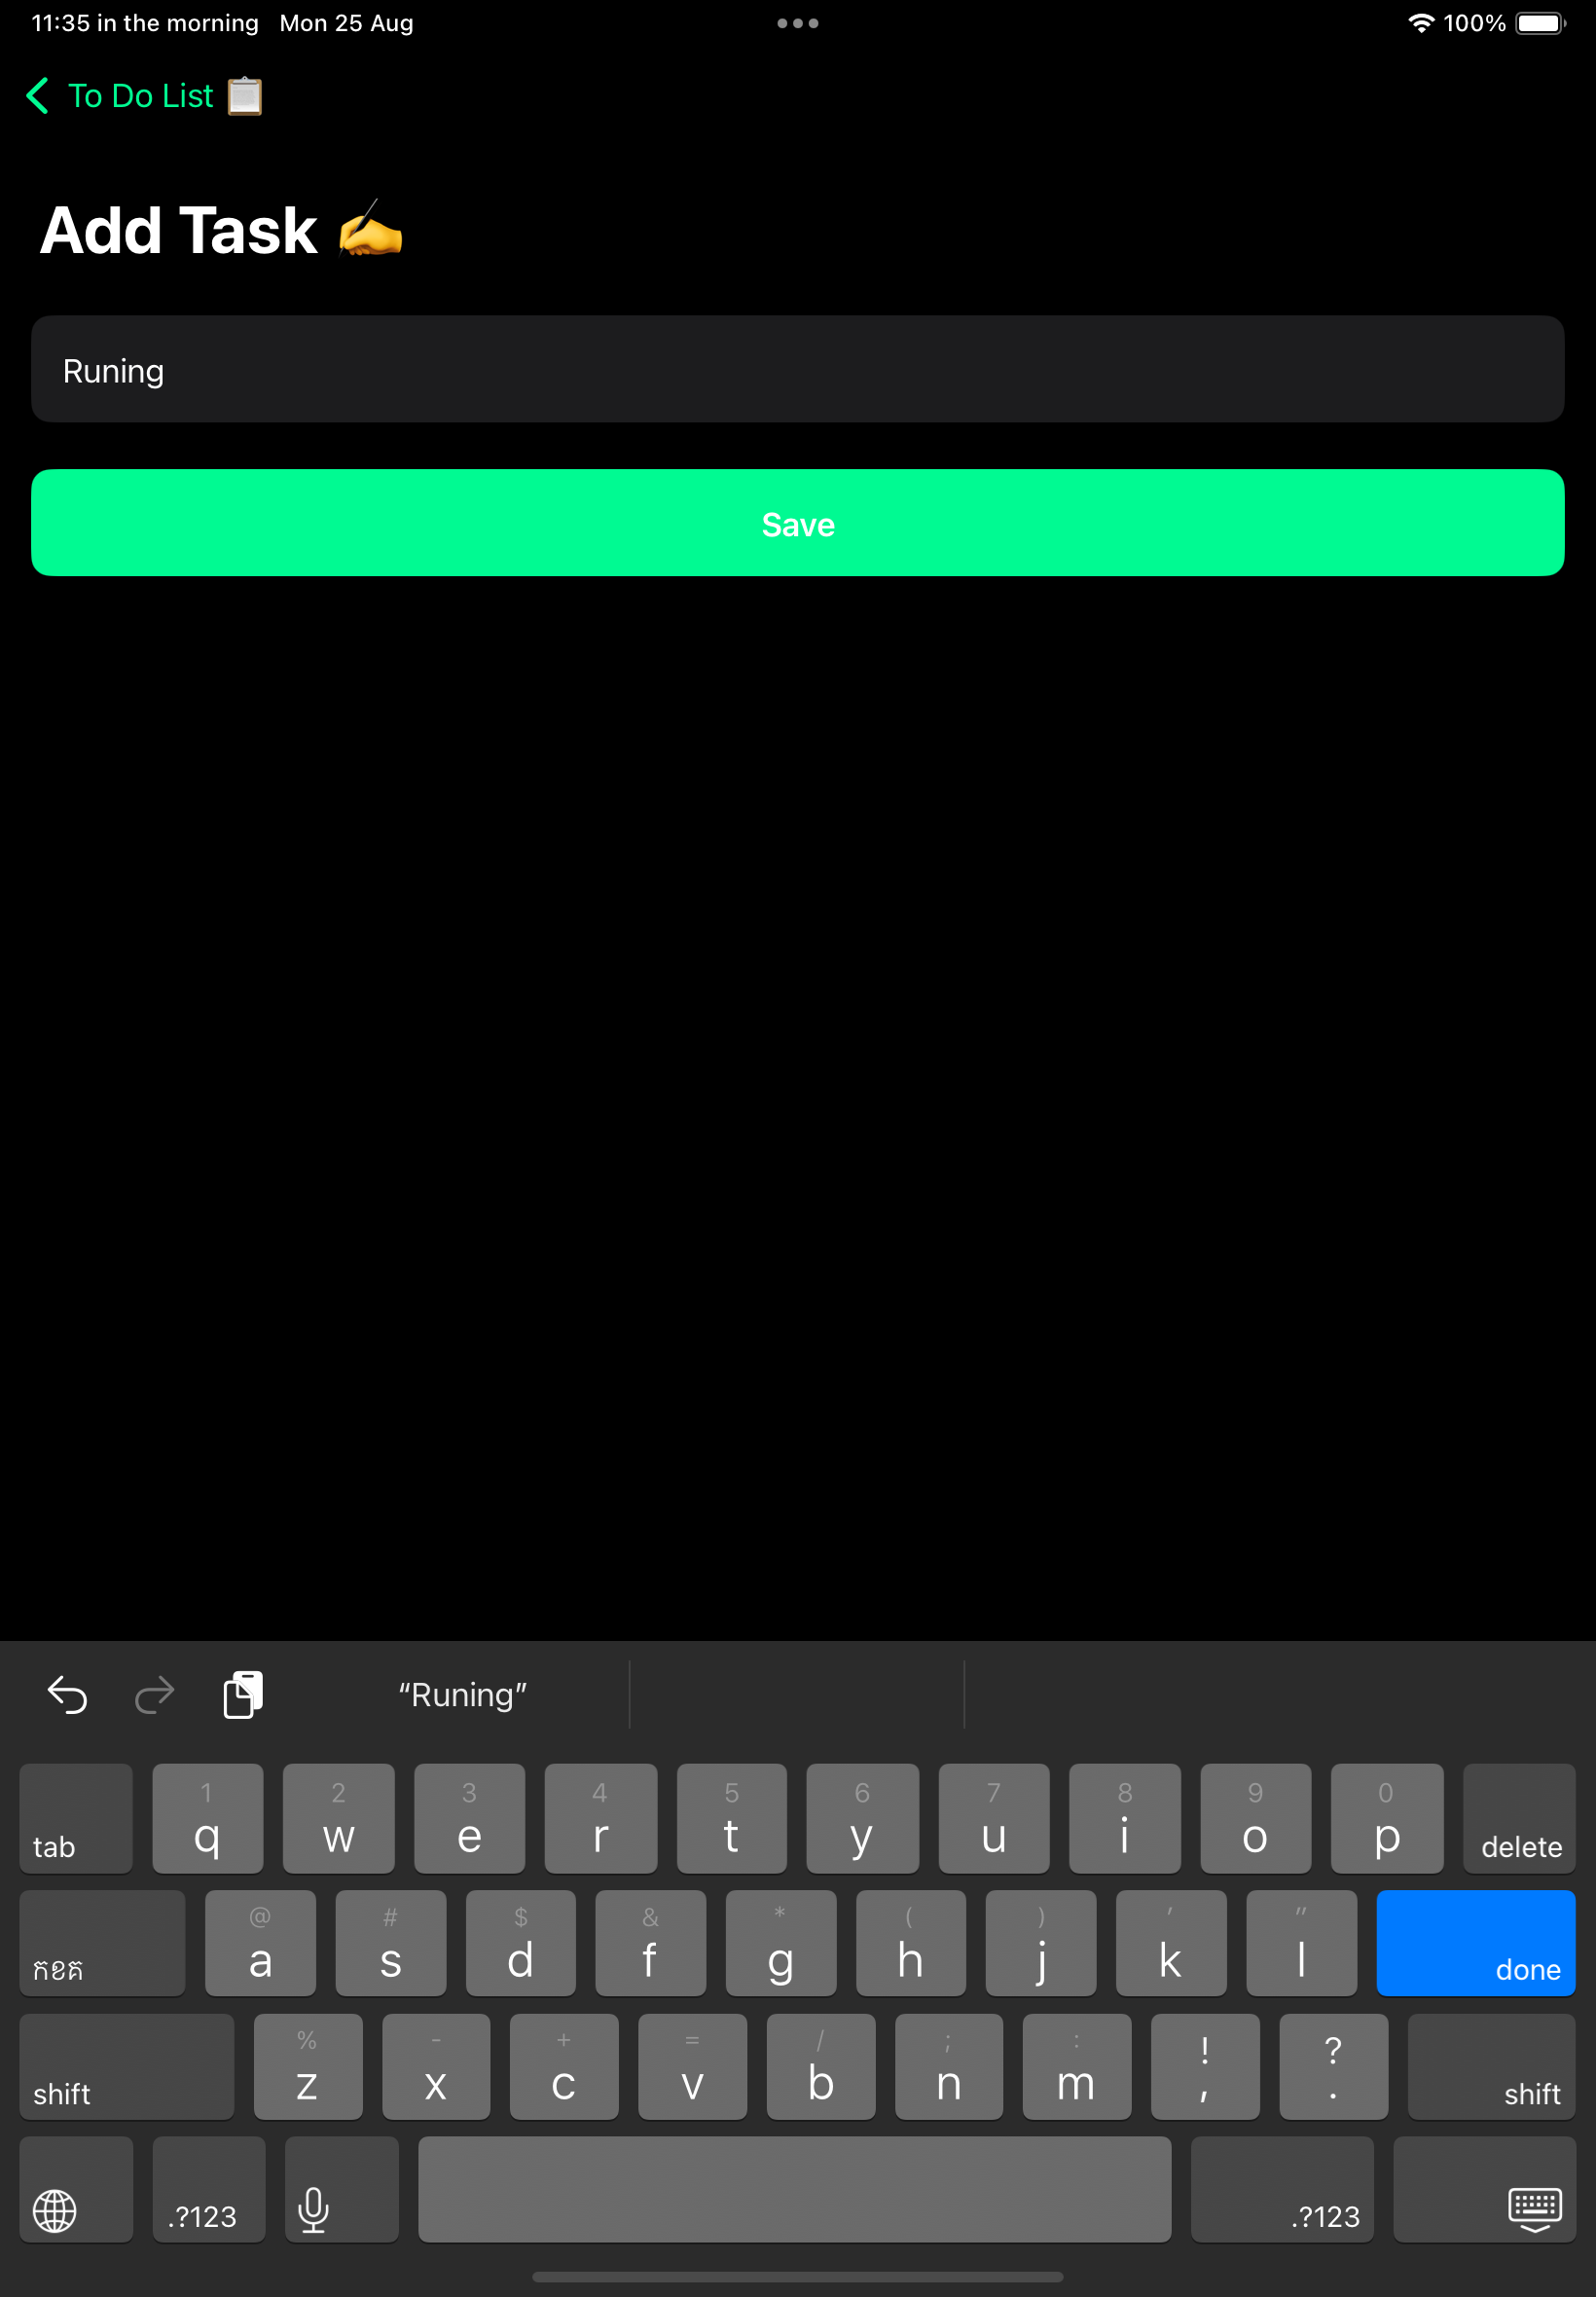 11:35 in the morning Mon 25 Aug 100%
To Do List 📋
Add Task ✍️
Runing
Save
“Runing”
1 2 3 4 5 6 7 8 9 0
tab q w e r t y u i o p delete
@ # $ & * ( ) ' "
កខគ a s d f g h j k l done
% - + = / ; : ! ?
shift z x c v b n m , . shift
.?123 .?123